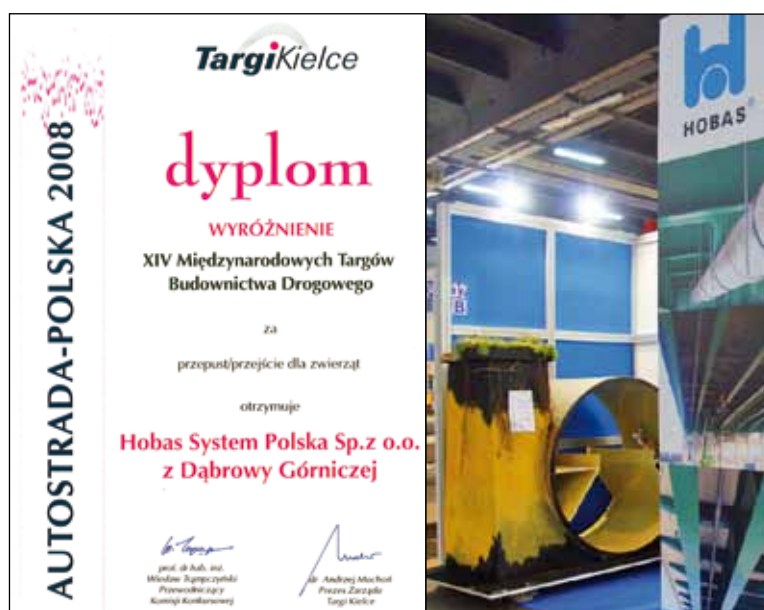 AUTOSTRADA-POLSKA 2008
TargiKielce
dyplom
WYRÓŻNIENIE
XIV Międzynarodowych Targów
Budownictwa Drogowego
za
przepust/przejście dla zwierząt
otrzymuje
Hobas System Polska Sp.z o.o.
z Dąbrowy Górniczej
prof. dr hab. inż.
Wiesław Trąmpczyński
Przewodniczący
Komisji Konkursowej
dr Andrzej Mochoń
Prezes Zarządu
Targi Kielce
HOBAS®